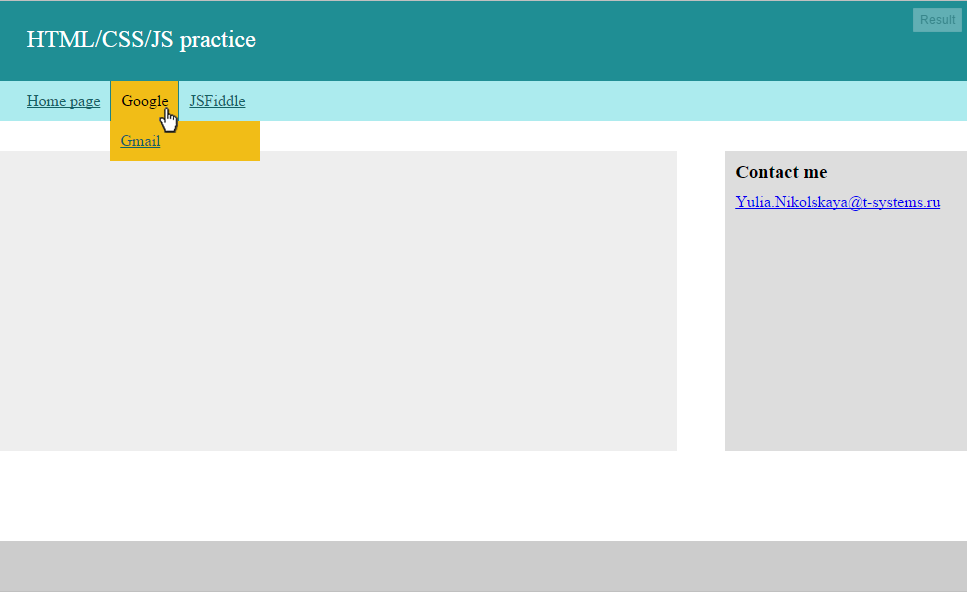 Result
HTML/CSS/JS practice
Home page Google JSFiddle
Gmail
Contact me
Yulia.Nikolskaya@t-systems.ru